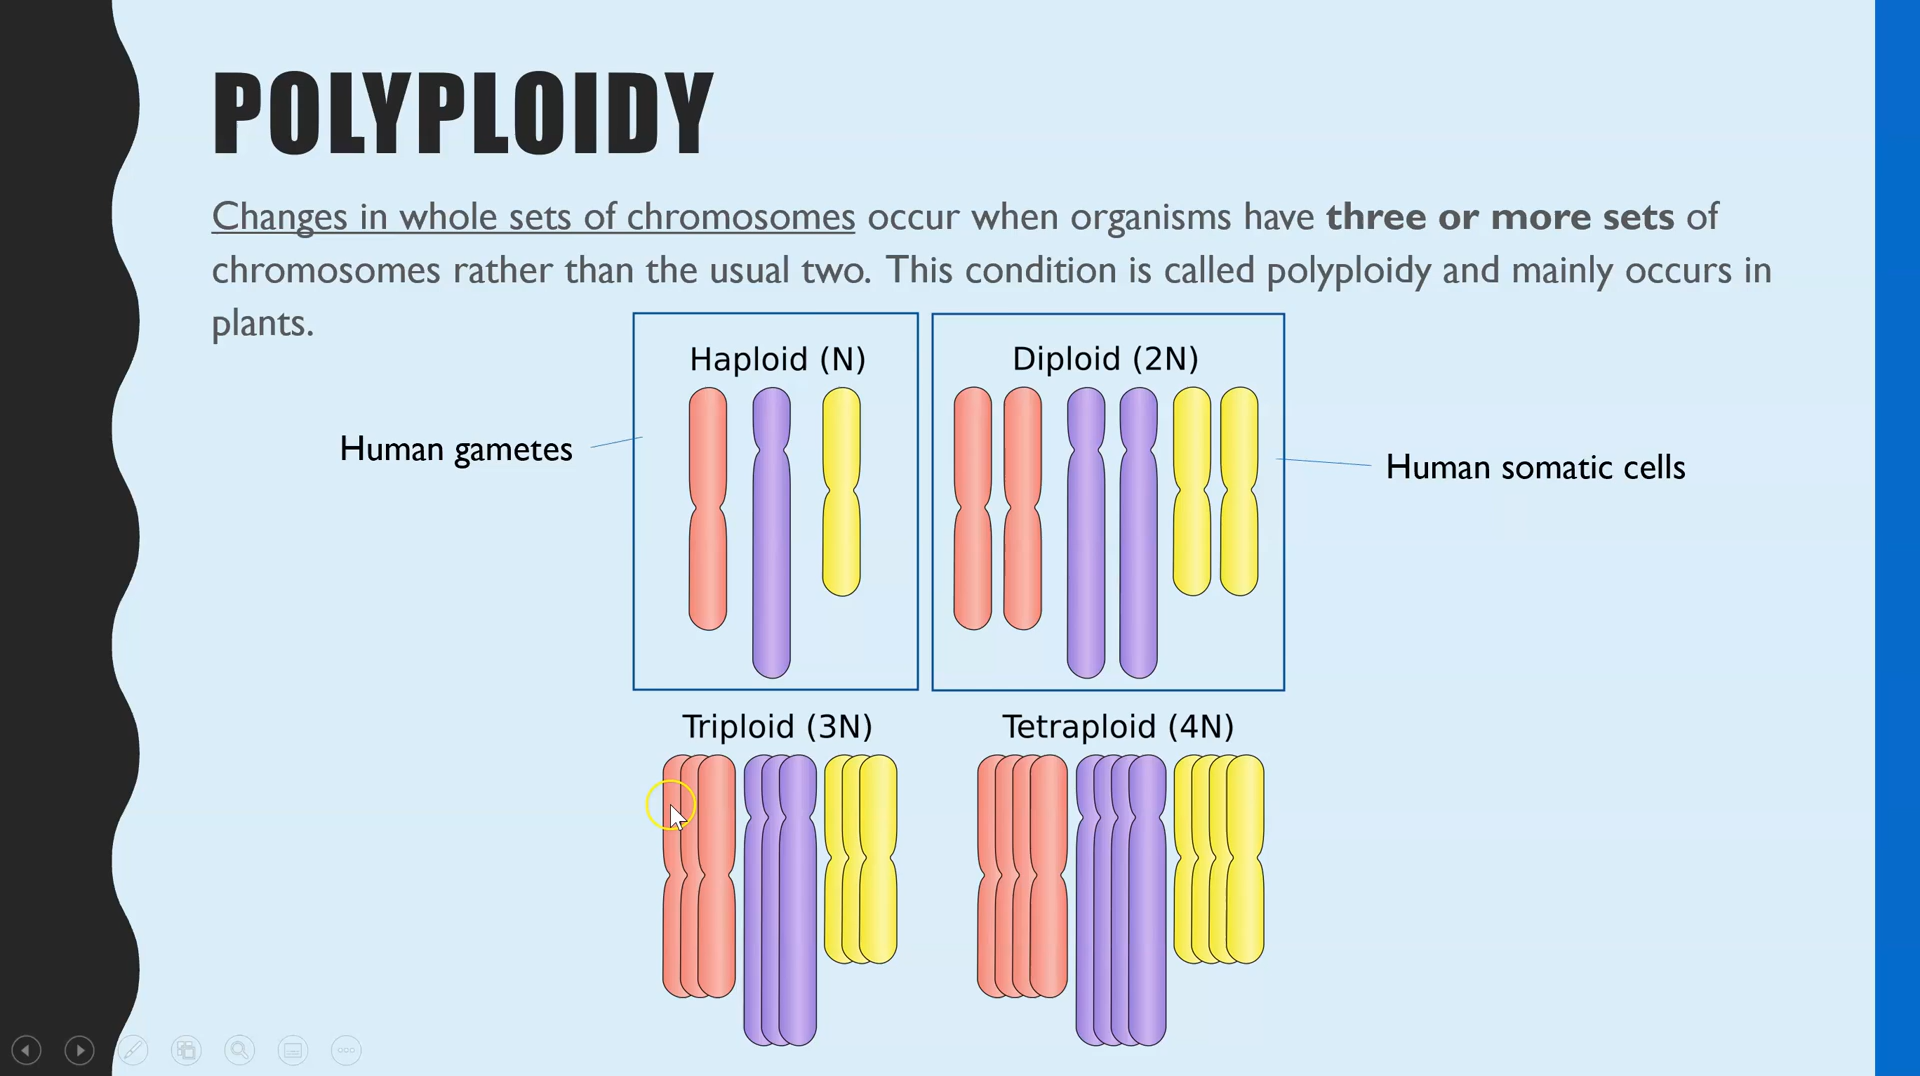 POLYPLOIDY
Changes in whole sets of chromosomes occur when organisms have three or more sets of
chromosomes rather than the usual two. This condition is called polyploidy and mainly occurs in
plants.
Haploid (N)
Diploid (2N)
Human gametes
Human somatic cells
Triploid (3N)
Tetraploid (4N)